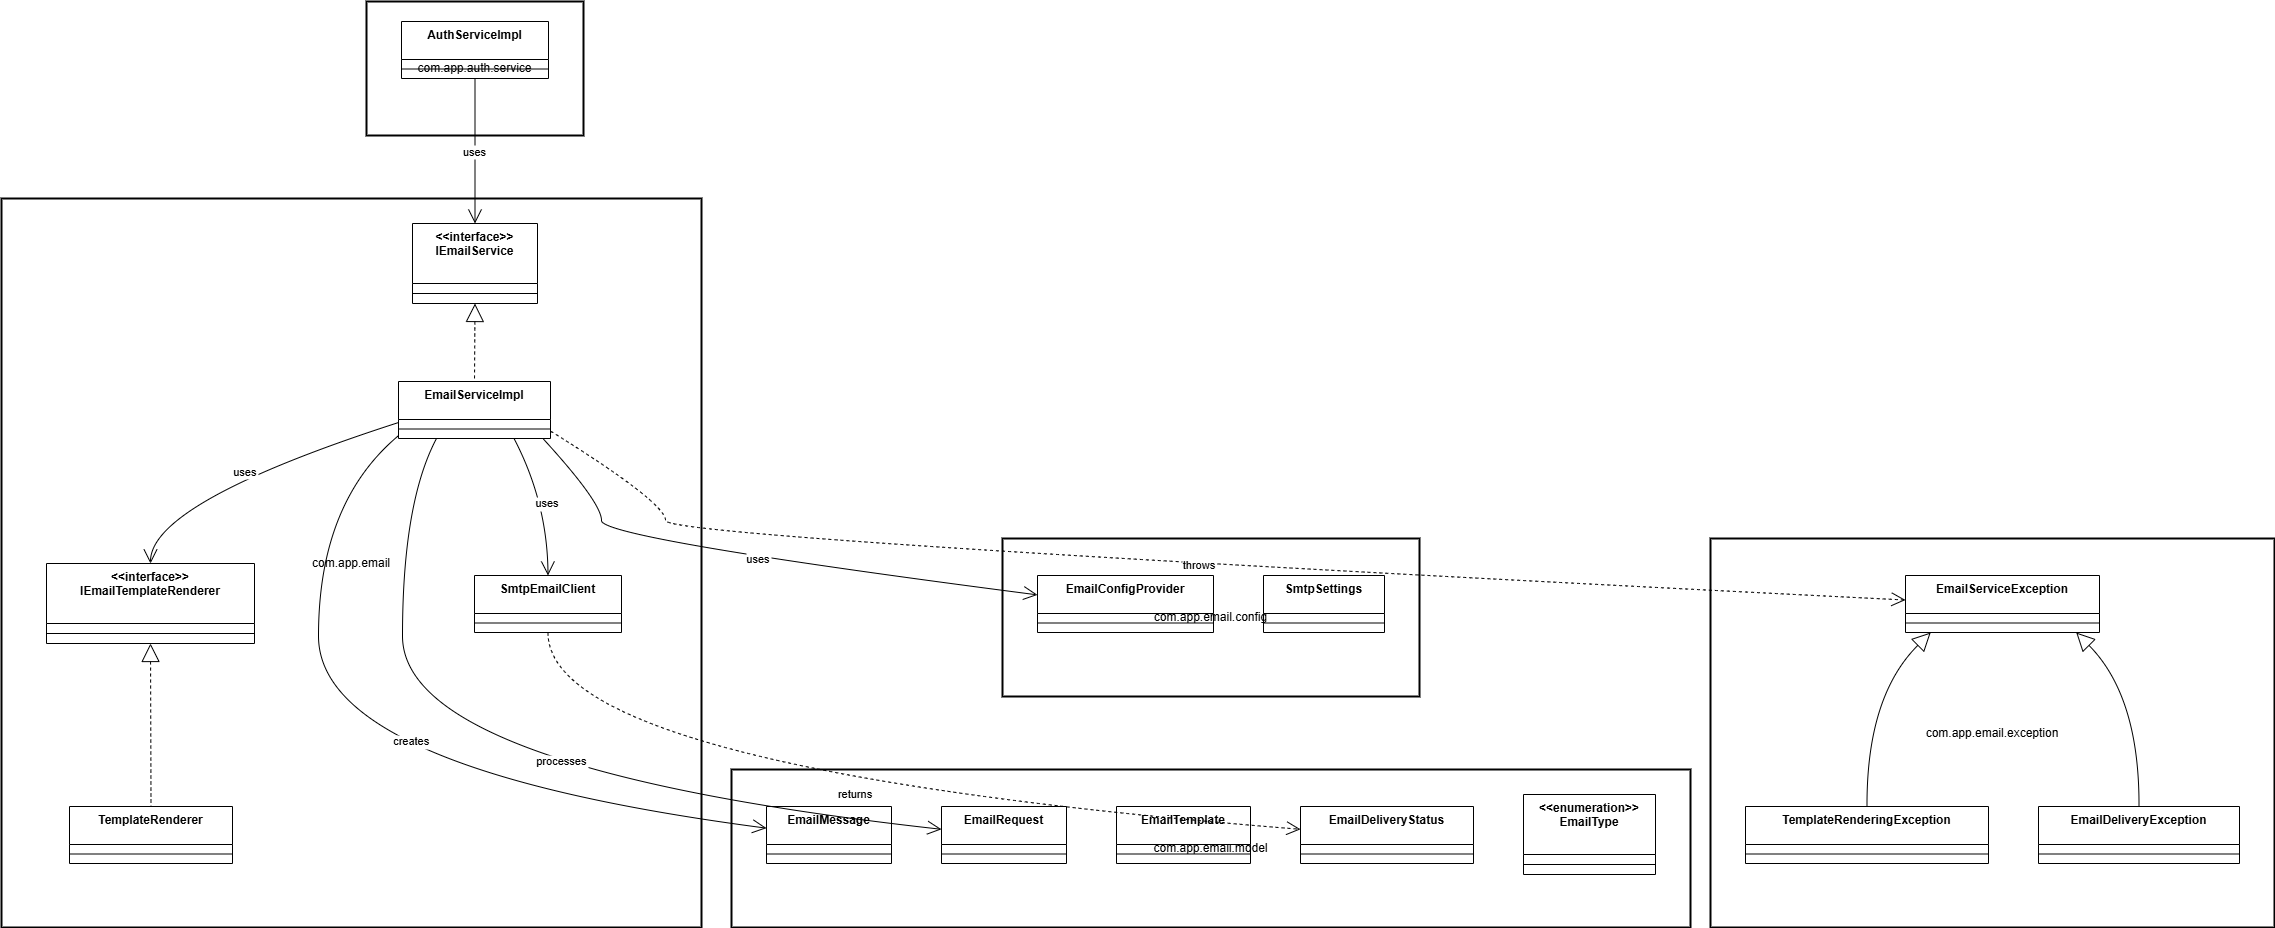 AuthServiceImpl
com.app.auth.service
uses
<<interface>>
IEmailService
EmailServiceImpl
uses
uses
com.app.email
uses
throws
<<interface>>
IEmailTemplateRenderer
SmtpEmailClient
EmailConfigProvider
SmtpSettings
com.app.email.config
EmailServiceException
com.app.email.exception
creates
processes
returns
TemplateRenderer
EmailMessage
EmailRequest
EmailTemplate
EmailDeliveryStatus
<<enumeration>>
EmailType
com.app.email.model
TemplateRenderingException
EmailDeliveryException